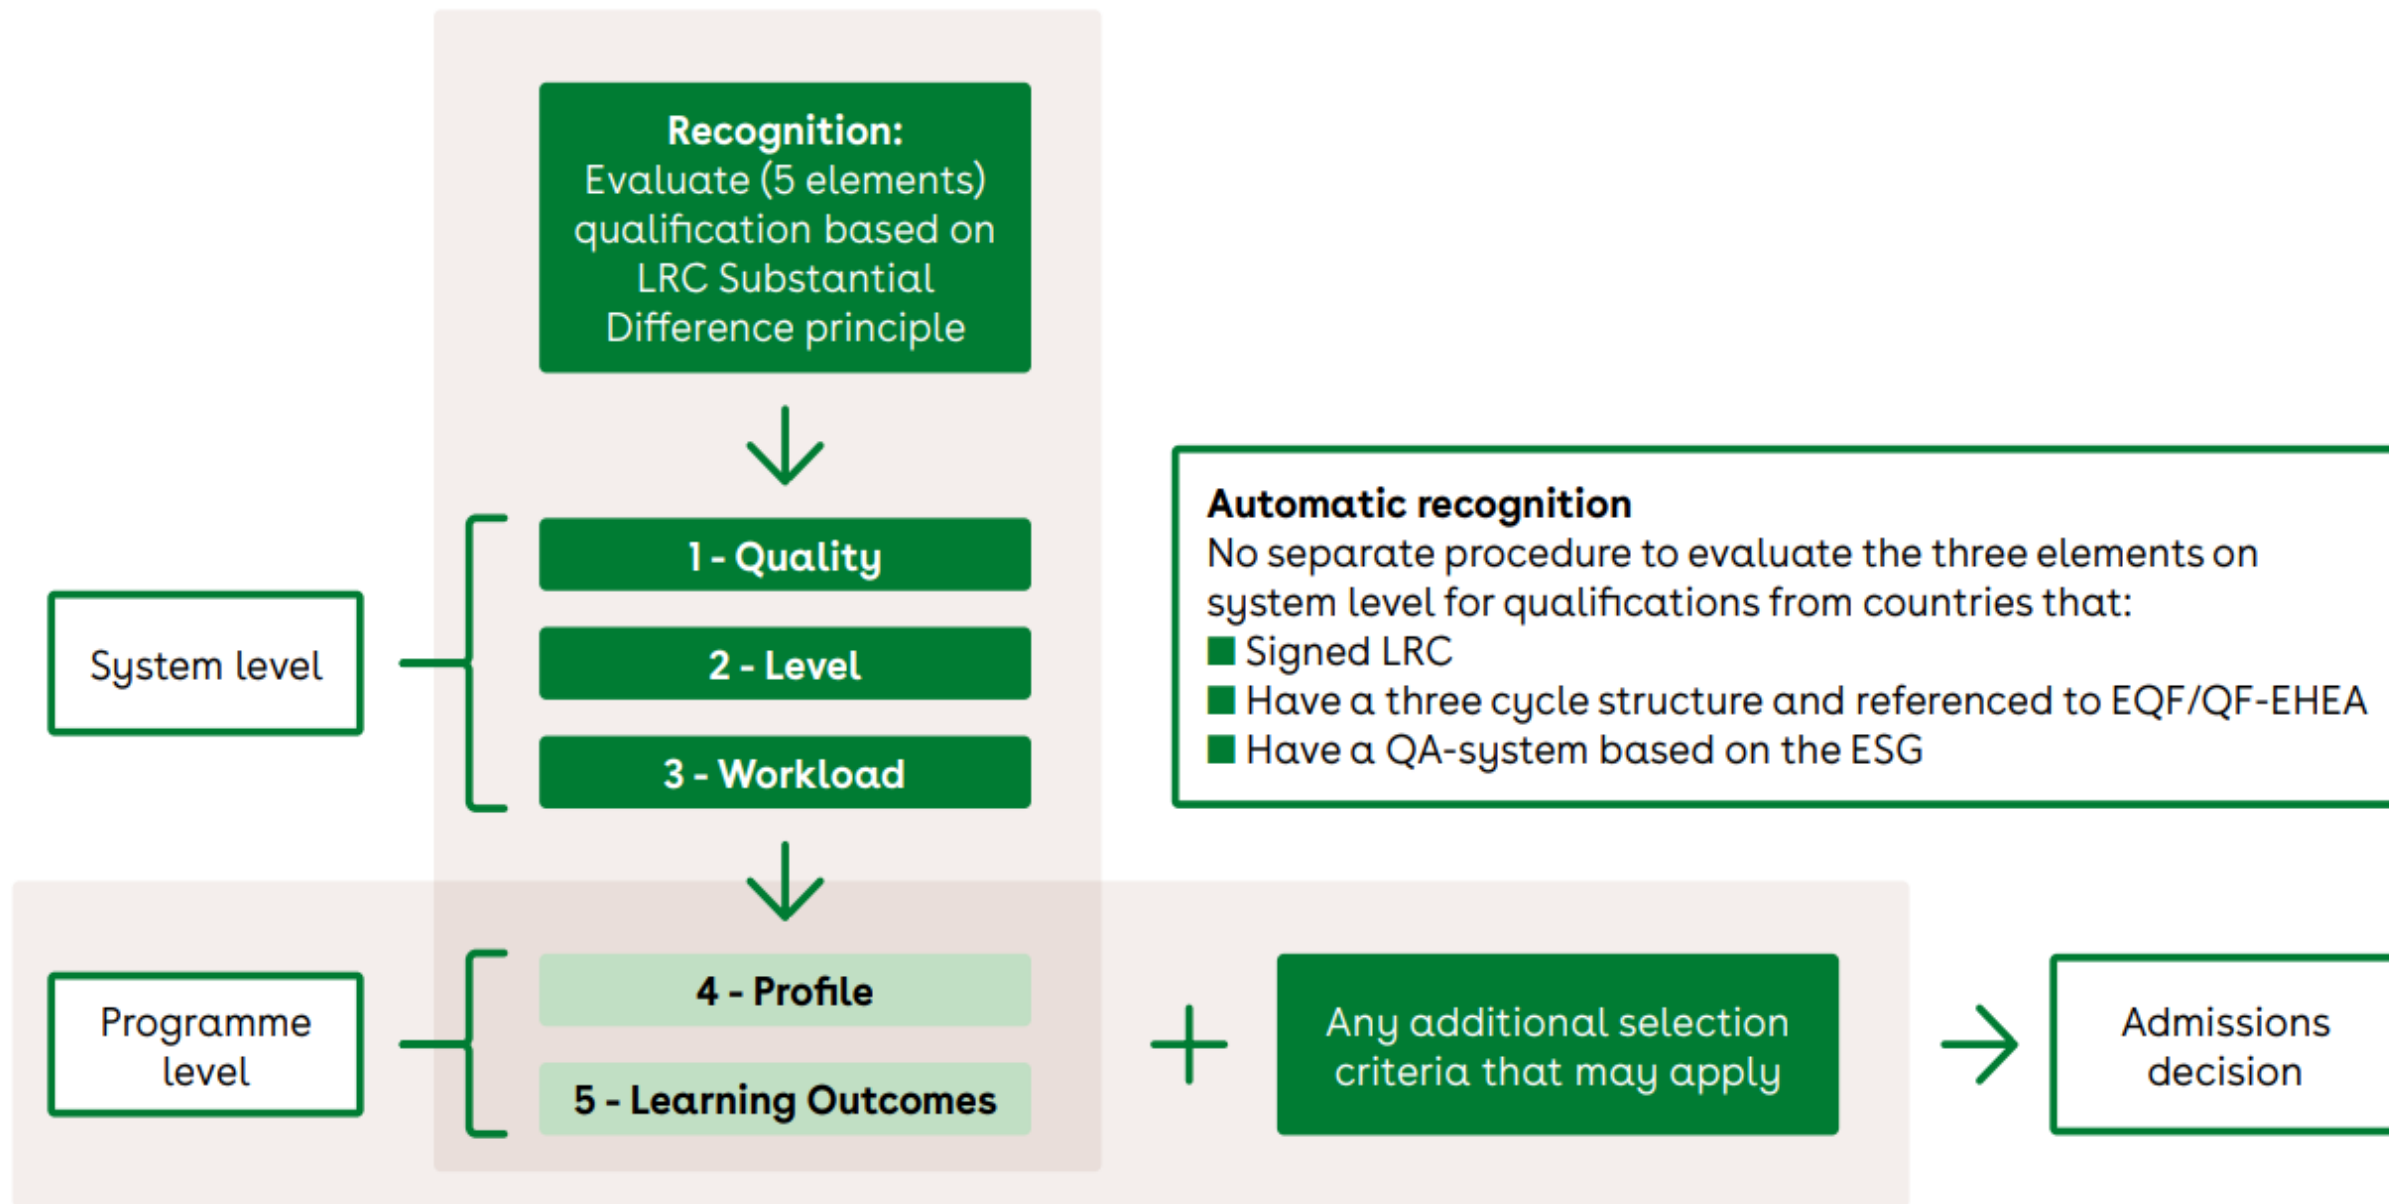 Recognition:
Evaluate (5 elements)
qualification based on
LRC Substantial
Difference principle
System level
1 - Quality
2 - Level
3 - Workload
Automatic recognition
No separate procedure to evaluate the three elements on
system level for qualifications from countries that:
■ Signed LRC
■ Have a three cycle structure and referenced to EQF/QF-EHEA
■ Have a QA-system based on the ESG
Programme
level
4 - Profile
5 - Learning Outcomes
+
Any additional selection
criteria that may apply
Admissions
decision